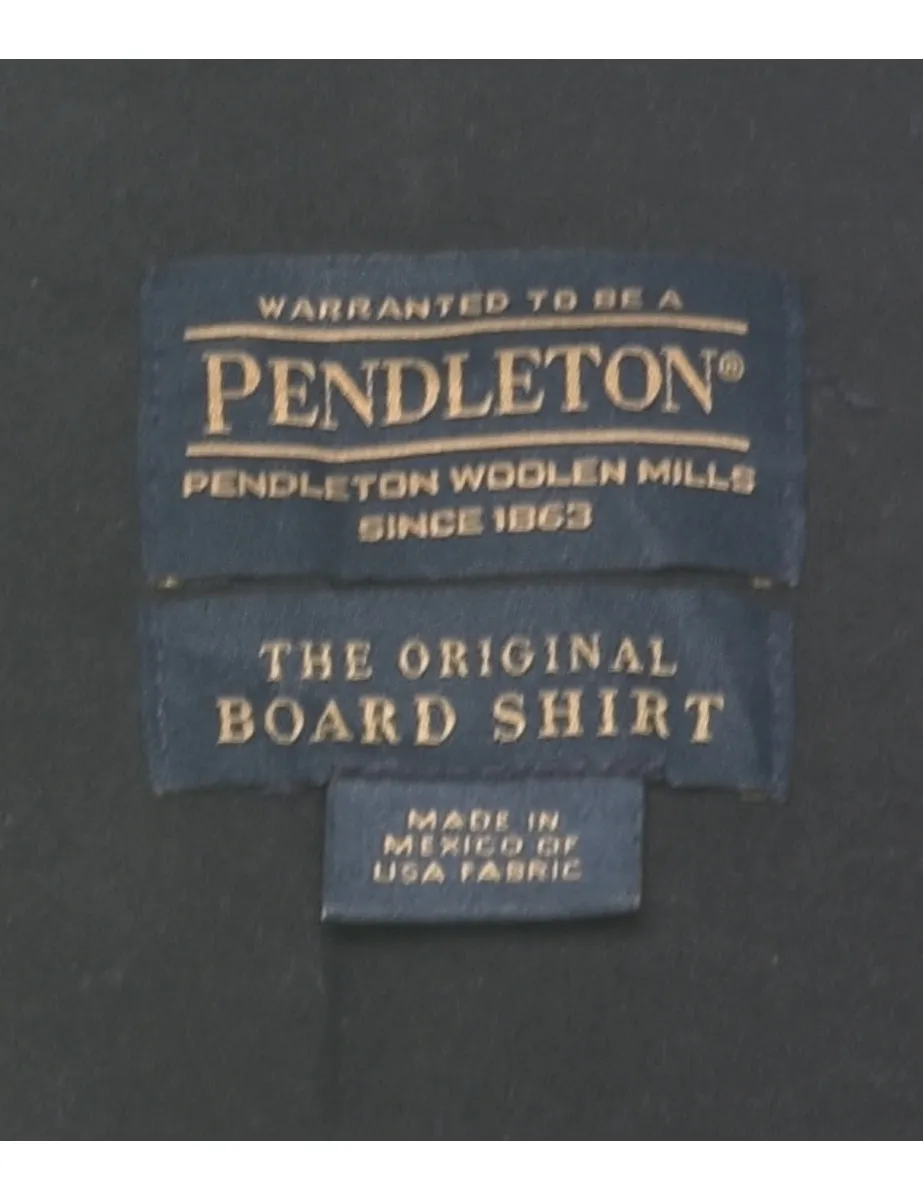 WARRANTED TO BE A
PENDLETON®
PENDLETON WOOLEN MILLS
SINCE 1863
THE ORIGINAL
BOARD SHIRT
MADE IN
MEXICO OF
USA FABRIC